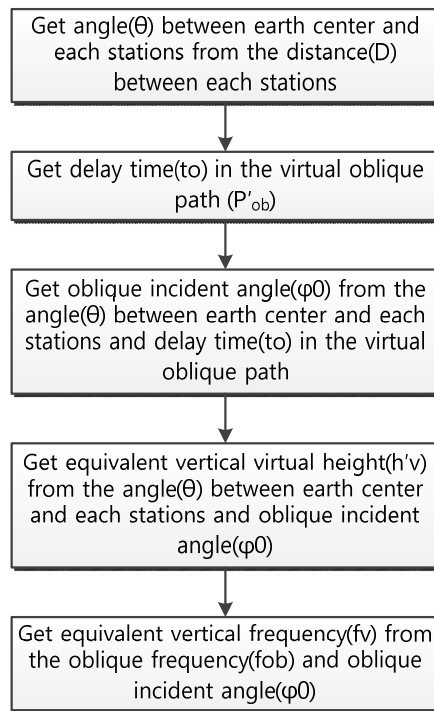 Get angle(θ) between earth center and
each stations from the distance(D)
between each stations
Get delay time(to) in the virtual oblique
path (P'ob)
Get oblique incident angle(φ0) from the
angle(θ) between earth center and each
stations and delay time(to) in the virtual
oblique path
Get equivalent vertical virtual height(h'v)
from the angle(θ) between earth center
and each stations and oblique incident
angle(φ0)
Get equivalent vertical frequency(fv) from
the oblique frequency(fob) and oblique
incident angle(φ0)